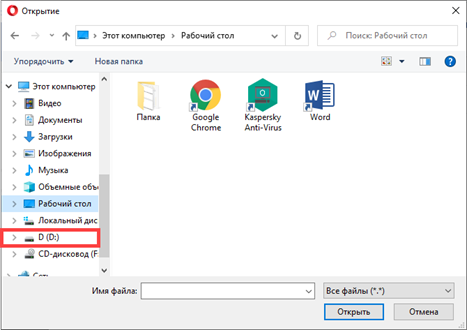 Открытие
Этот компьютер > Рабочий стол
Поиск: Рабочий стол
Упорядочить
Новая папка
Этот компьютер
Видео
Документы
Загрузки
Изображения
Музыка
Объемные объ
Рабочий стол
Локальный дис
D (D:)
CD-дисковод (F
Сеть
Папка
Google
Chrome
Kaspersky
Anti-Virus
Word
Имя файла:
Все файлы (*.*)
Открыть
Отмена